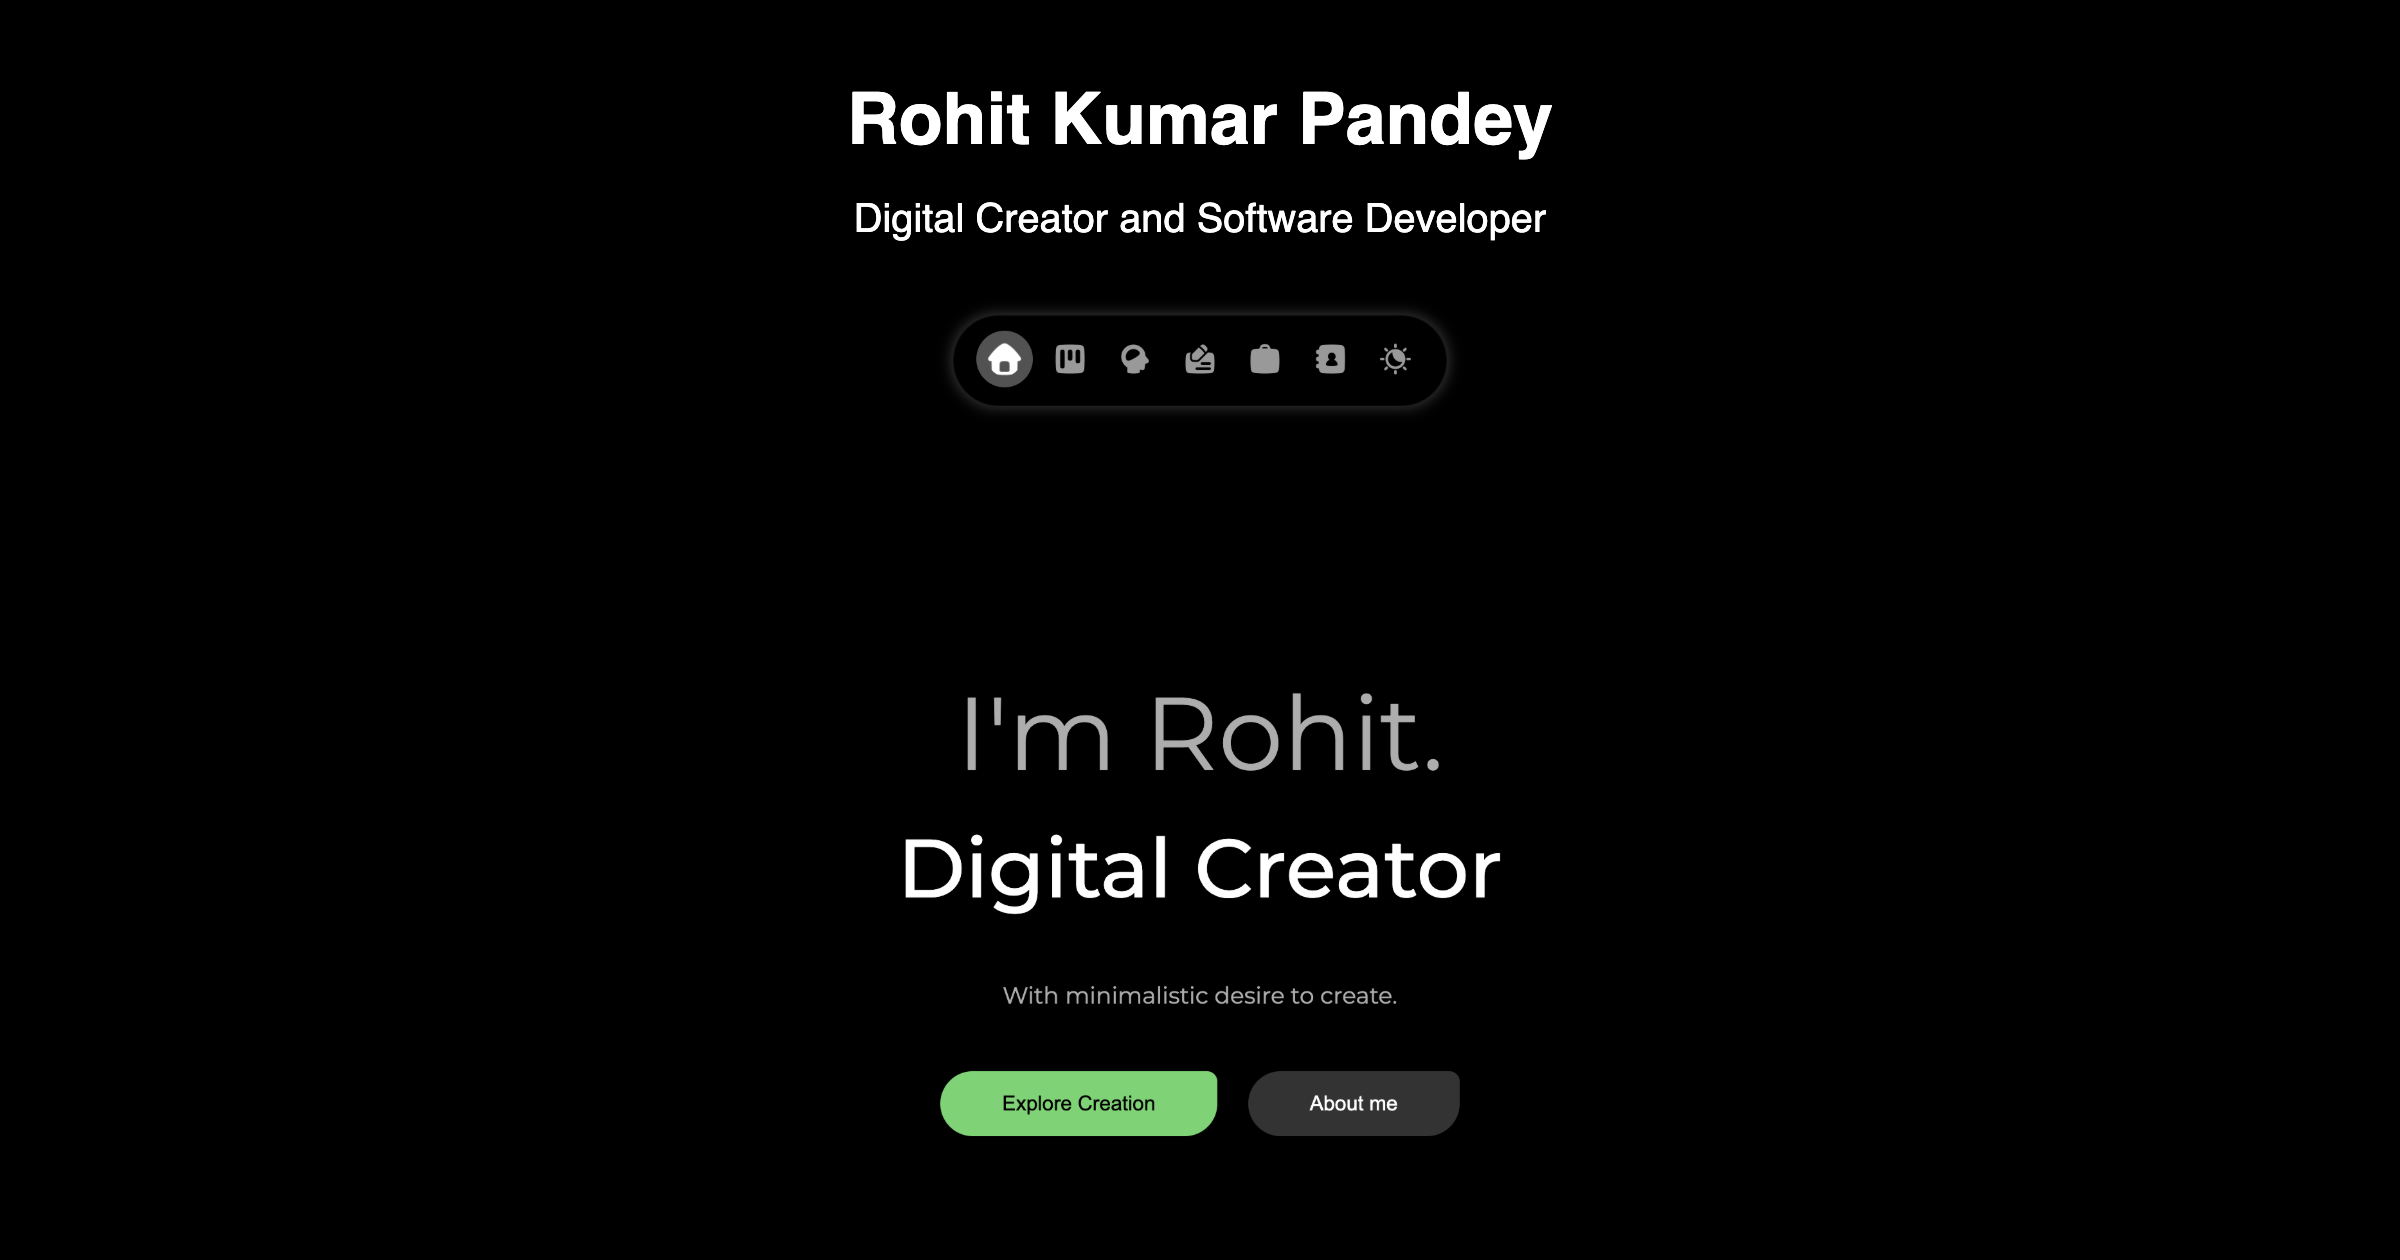 Rohit Kumar Pandey
Digital Creator and Software Developer
I'm Rohit.
Digital Creator
With minimalistic desire to create.
Explore Creation
About me